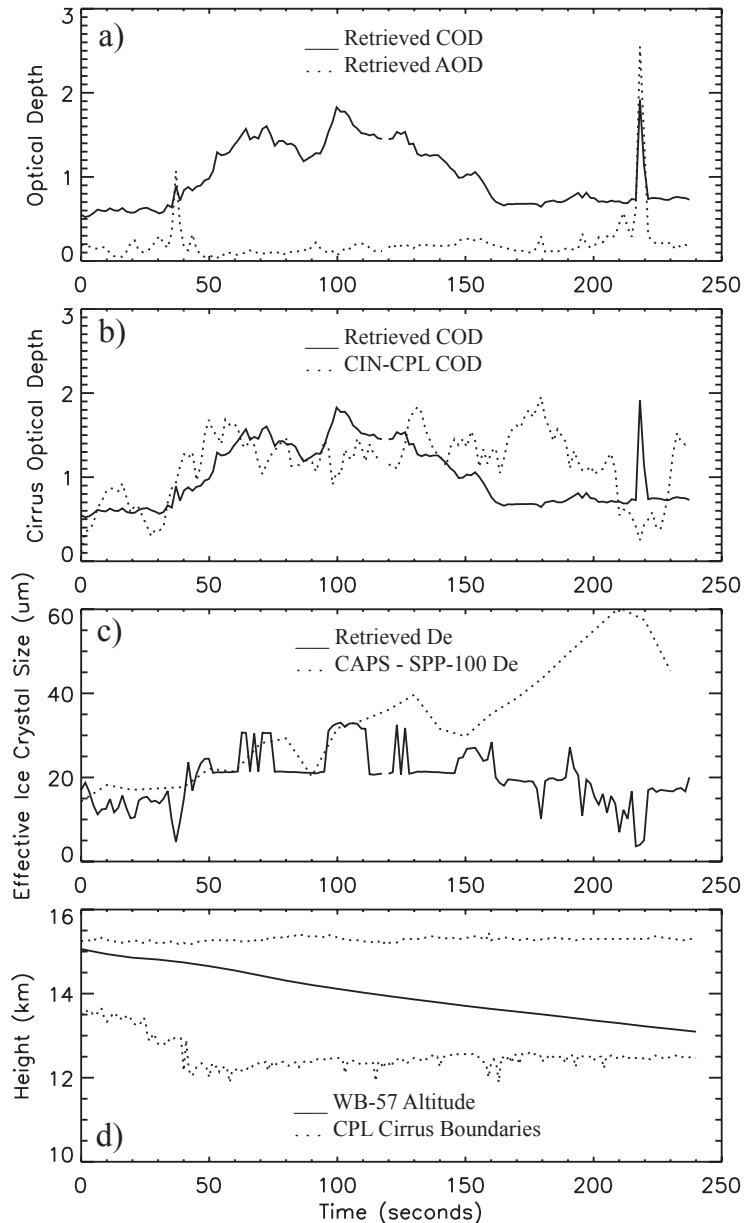 3
a)
Retrieved COD
Retrieved AOD
2
1
0
Optical Depth
0 50 100 150 200 250
3
b)
Retrieved COD
CIN-CPL COD
2
1
0
Cirrus Optical Depth
0 50 100 150 200 250
60
c)
Retrieved De
CAPS - SPP-100 De
40
20
0
Effective Ice Crystal Size (um)
0 50 100 150 200 250
16
14
12
10
Height (km)
WB-57 Altitude
CPL Cirrus Boundaries
d)
0 50 100 150 200 250
Time (seconds)